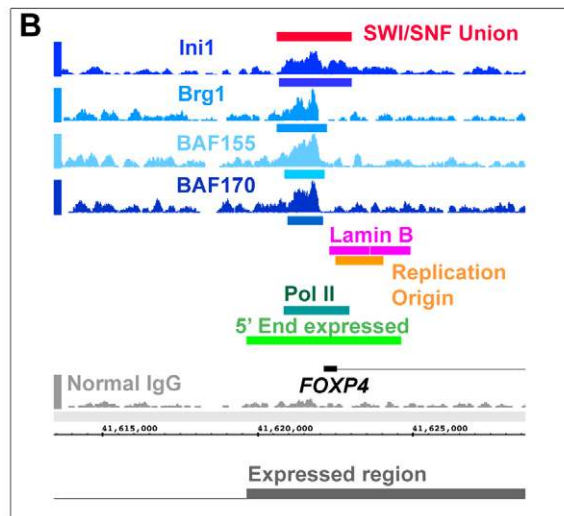 B
SWI/SNF Union
Ini1
Brg1
BAF155
BAF170
Lamin B
Replication
Origin
Pol II
5' End expressed
FOXP4
Normal IgG
41,615,000 41,620,000 41,625,000
Expressed region